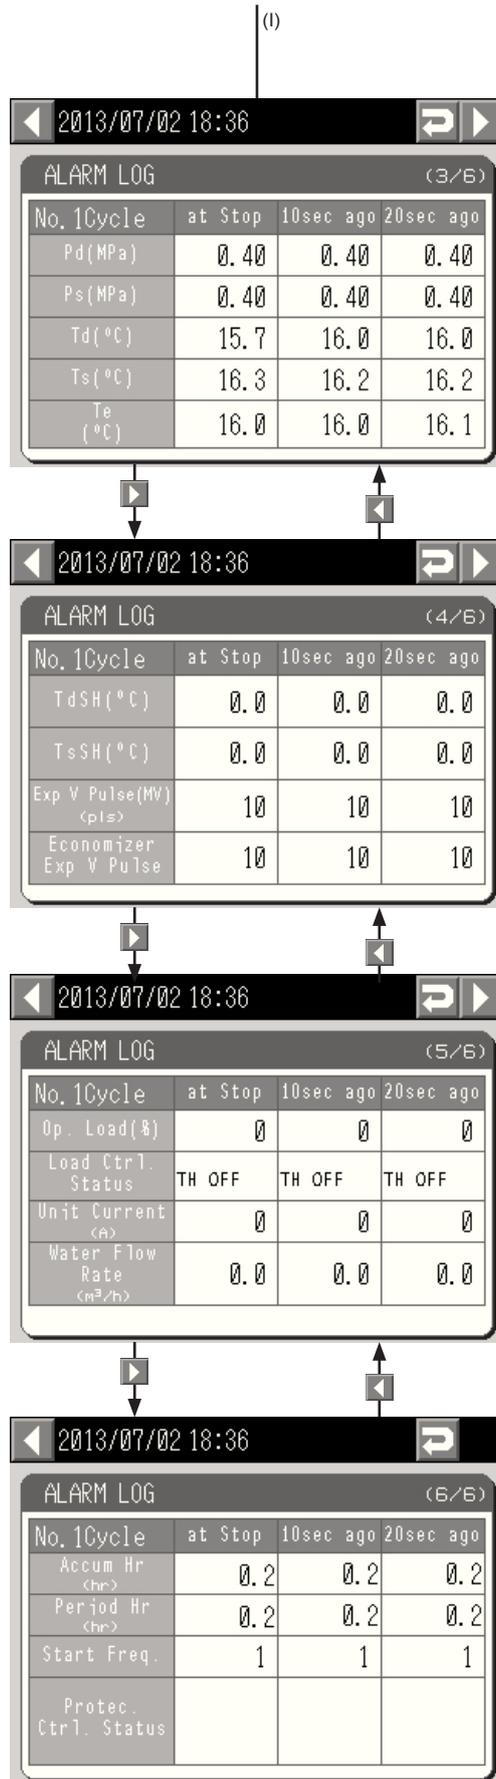 (I)
2013/07/02 18:36
ALARM LOG (3/6)
No.1Cycle at Stop 10sec ago 20sec ago
Pd(MPa) 0.40 0.40 0.40
Ps(MPa) 0.40 0.40 0.40
Td(°C) 15.7 16.0 16.0
Ts(°C) 16.3 16.2 16.2
Te
(°C) 16.0 16.0 16.1
2013/07/02 18:36
ALARM LOG (4/6)
No.1Cycle at Stop 10sec ago 20sec ago
TdSH(°C) 0.0 0.0 0.0
TsSH(°C) 0.0 0.0 0.0
Exp V Pulse(MV)
(pls) 10 10 10
Economizer
Exp V Pulse 10 10 10
2013/07/02 18:36
ALARM LOG (5/6)
No.1Cycle at Stop 10sec ago 20sec ago
Op. Load(%) 0 0 0
Load Ctrl.
Status TH OFF TH OFF TH OFF
Unit Current
(A) 0 0 0
Water Flow
Rate 0.0 0.0 0.0
(m³/h)
2013/07/02 18:36
ALARM LOG (6/6)
No.1Cycle at Stop 10sec ago 20sec ago
Accum Hr
(hr) 0.2 0.2 0.2
Period Hr
(hr) 0.2 0.2 0.2
Start Freq. 1 1 1
Protec.
Ctrl. Status